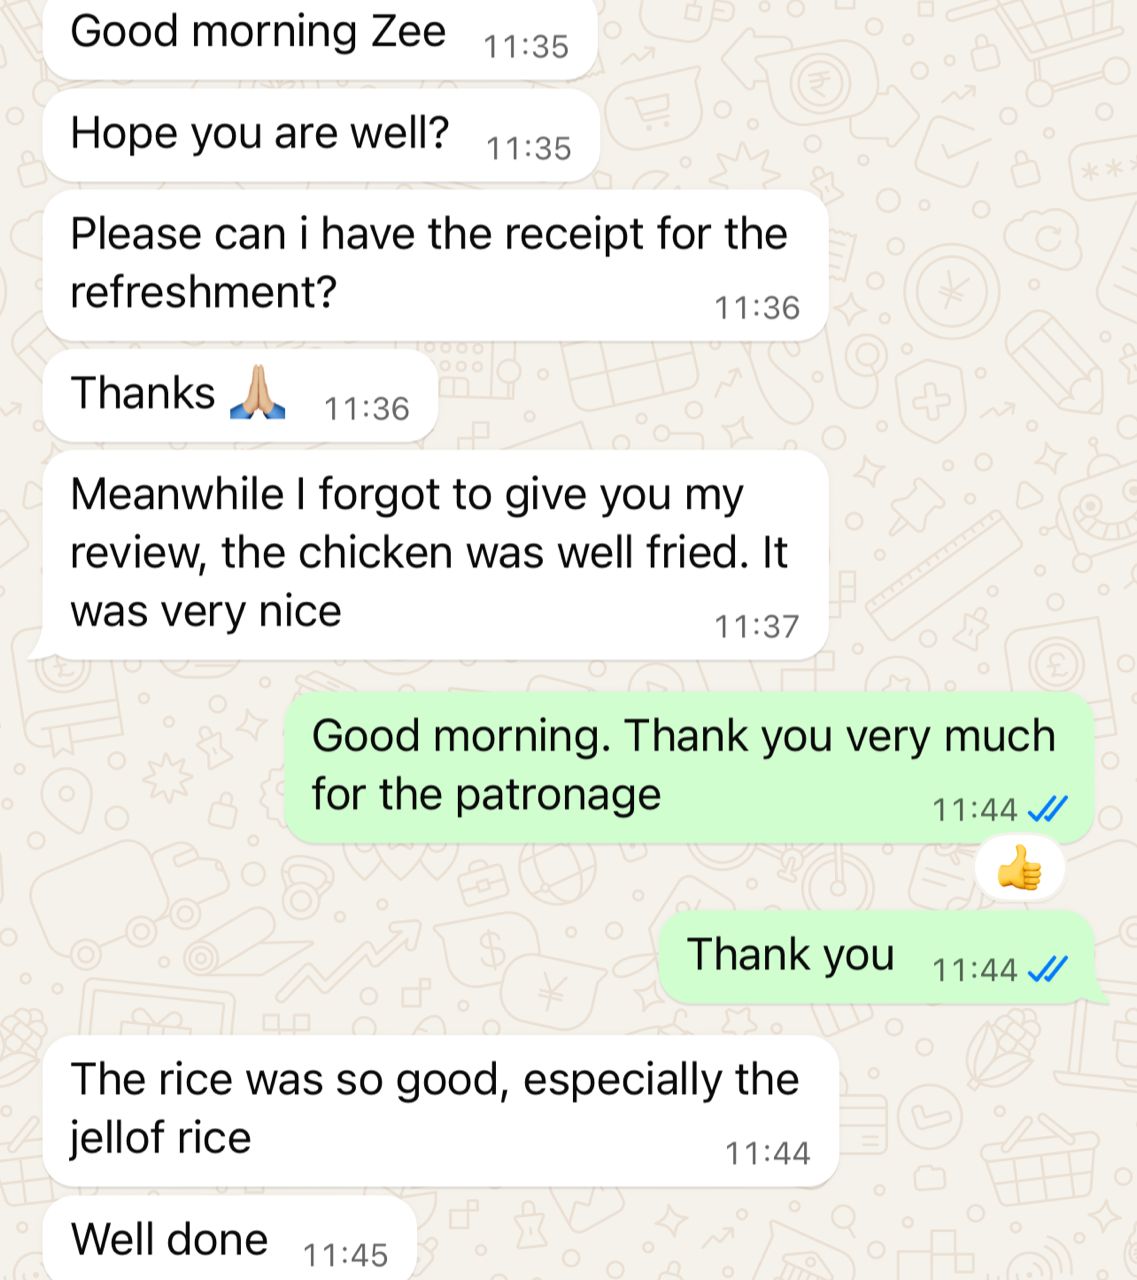 Good morning Zee 11:35
Hope you are well? 11:35
Please can i have the receipt for the
refreshment? 11:36
Thanks 🙏🏼 11:36
Meanwhile I forgot to give you my
review, the chicken was well fried. It
was very nice 11:37
Good morning. Thank you very much
for the patronage 11:44
👍
Thank you 11:44
The rice was so good, especially the
jellof rice 11:44
Well done 11:45